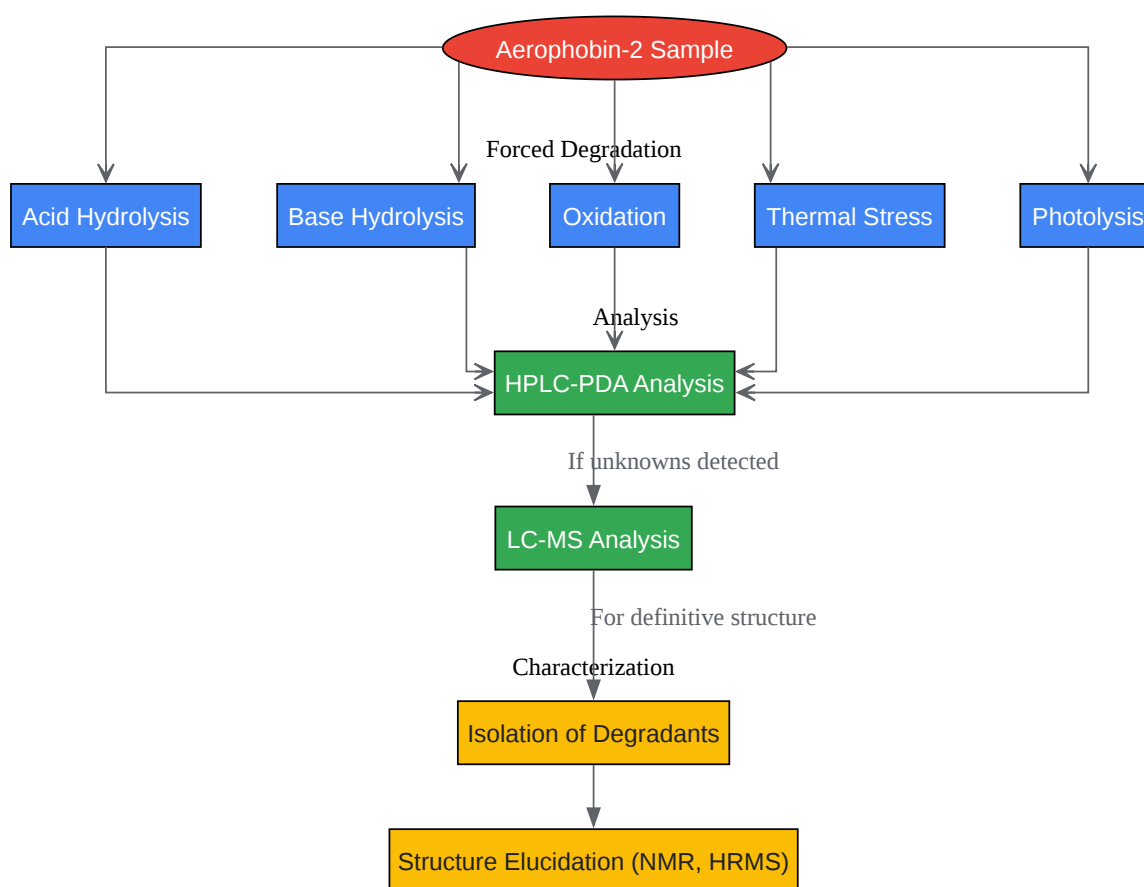 Aerophobin-2 Sample
Forced Degradation
Acid Hydrolysis
Base Hydrolysis
Oxidation
Thermal Stress
Photolysis
Analysis
HPLC-PDA Analysis
If unknowns detected
LC-MS Analysis
For definitive structure
Characterization
Isolation of Degradants
Structure Elucidation (NMR, HRMS)